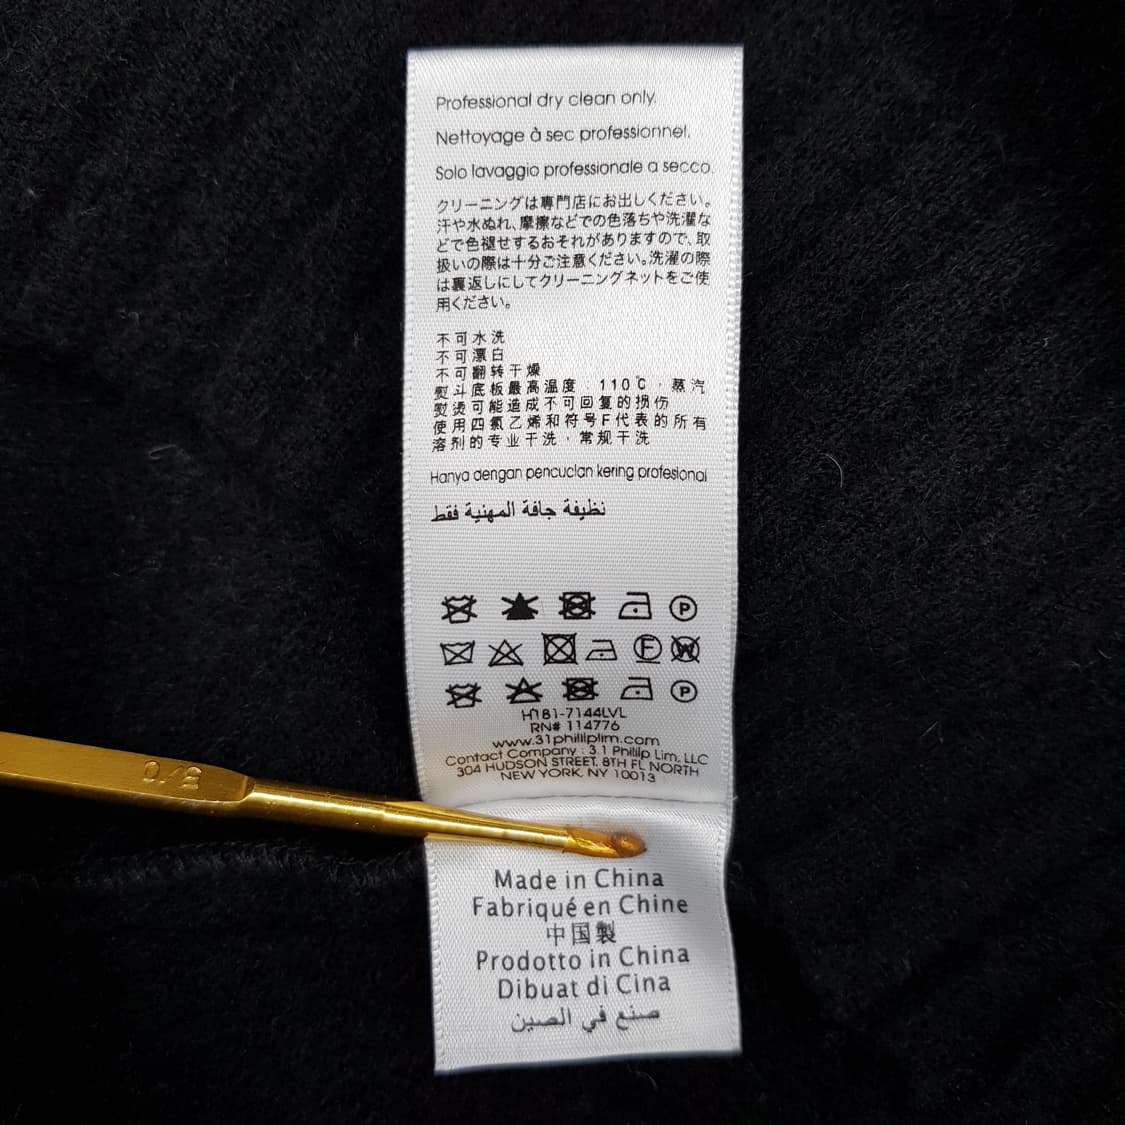 Professional dry clean only.
Nettoyage à sec professionnel.
Solo lavaggio professionale a secco.
クリーニングは専門店にお出しください。
汗や水ぬれ、摩擦などでの色落ちや洗濯な
どで色褪せするおそれがありますので、取
扱いの際は十分ご注意ください。洗濯の際
は裏返しにしてクリーニングネットをご使
用ください。
不可水洗
不可漂白
不可翻转干燥
熨斗底板最高温度：110℃，蒸汽
熨烫可能造成不可回复的损伤
使用四氯乙烯和符号F代表的所有
溶剂的专业干洗，常规干洗
Hanya dengan pencucian kering profesional
نظيفة جافة المهنية فقط
P
F W
P
H181-7144LVL
RN# 114776
www.31philliplim.com
Contact Company : 3.1 Phillip Lim, LLC
304 HUDSON STREET, 8TH FL NORTH
NEW YORK, NY 10013
0/8
Made in China
Fabriqué en Chine
中国製
Prodotto in China
Dibuat di Cina
صنع في الصين